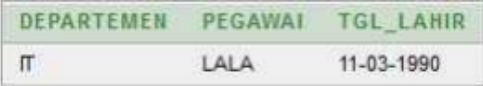 DEPARTEMEN PEGAWAI TGL_LAHIR
IT LALA 11-03-1990